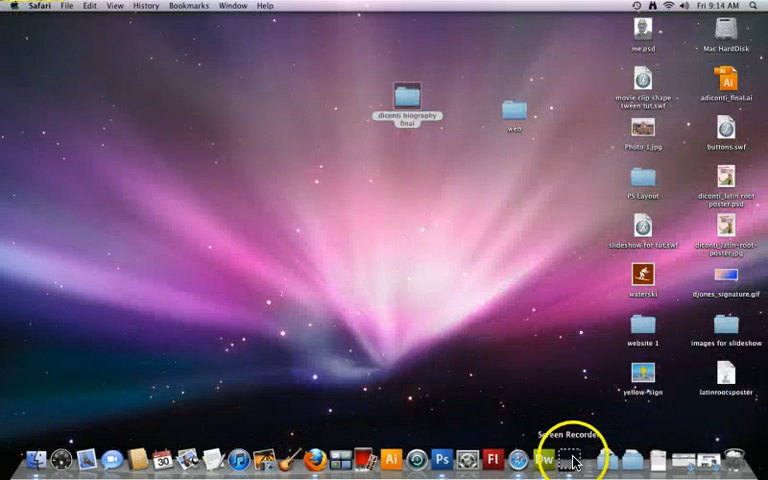 Safari File Edit View History Bookmarks Window Help Fri 9:14 AM
me.psd
Mac HardDisk
diconti biography
final
web
movie clip shape
tween tut.swf
adiconti_final.ai
Photo 1.jpg
buttons.swf
PS Layout
diconti_latin root
poster.psd
slideshow for tut.swf
diconti_latin-root-
poster.jpg
waterski
djones_signature.gif
website 1
images for slideshow
yellow-sign
latinrootsposter
Screen Recorder
30
Ai
Ps
Fl
Dw